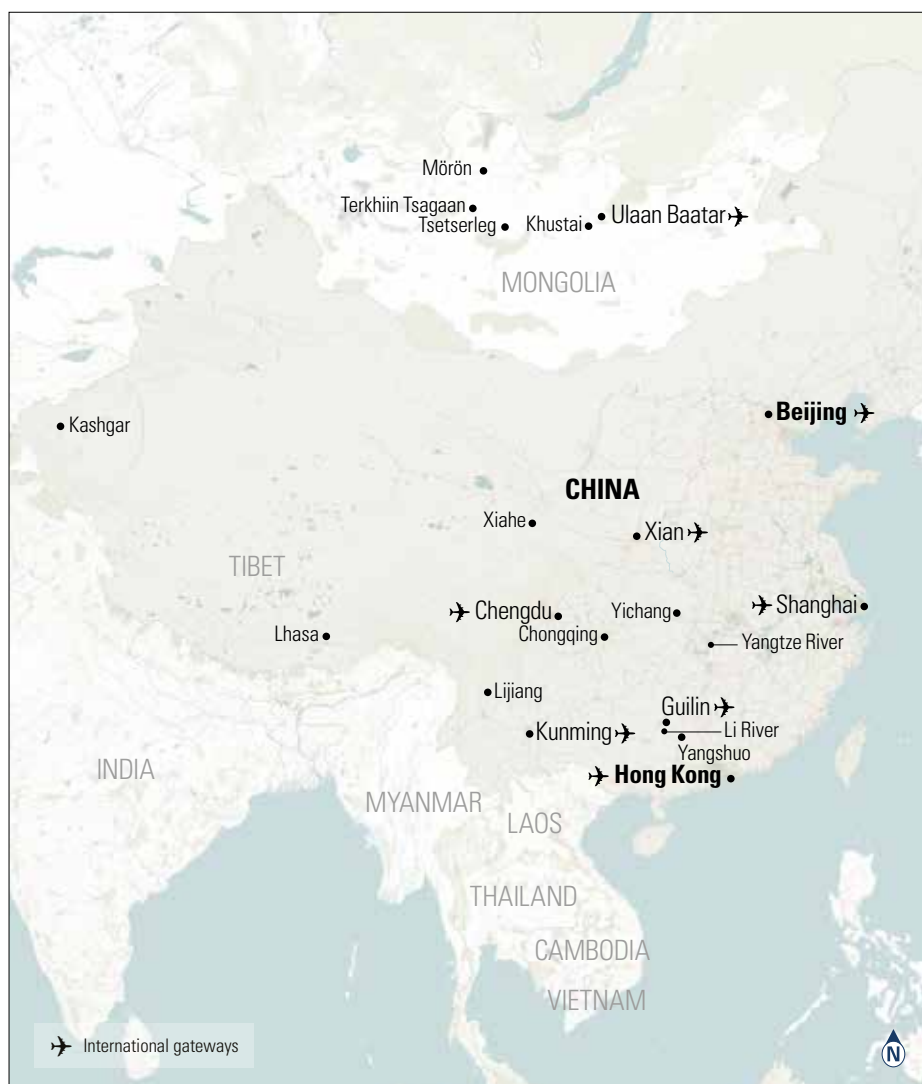 Mörön
Terkhiin Tsagaan
Tsetserleg
Khustai
Ulaan Baatar
MONGOLIA
Beijing
Kashgar
CHINA
Xiahe
Xian
TIBET
Chengdu
Yichang
Shanghai
Lhasa
Chongqing
Yangtze River
Lijiang
Guilin
Li River
Kunming
Yangshuo
INDIA
Hong Kong
MYANMAR
LAOS
THAILAND
CAMBODIA
VIETNAM
International gateways
N